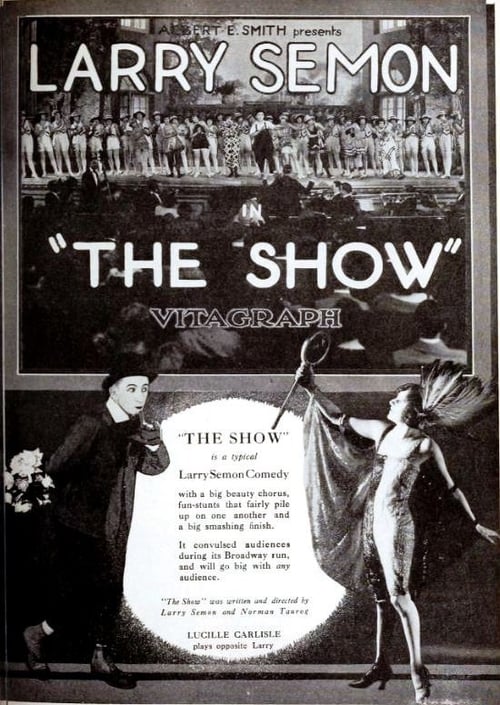 ALBERT E. SMITH presents
LARRY SEMON
IN
"THE SHOW"
VITAGRAPH
"THE SHOW"
is a typical
Larry Semon Comedy
with a big beauty chorus,
fun-stunts that fairly pile
up on one another and
a big smashing finish.
It convulsed audiences
during its Broadway run,
and will go big with any
audience.
"The Show" was written and directed by
Larry Semon and Norman Taurog
LUCILLE CARLISLE
plays opposite Larry